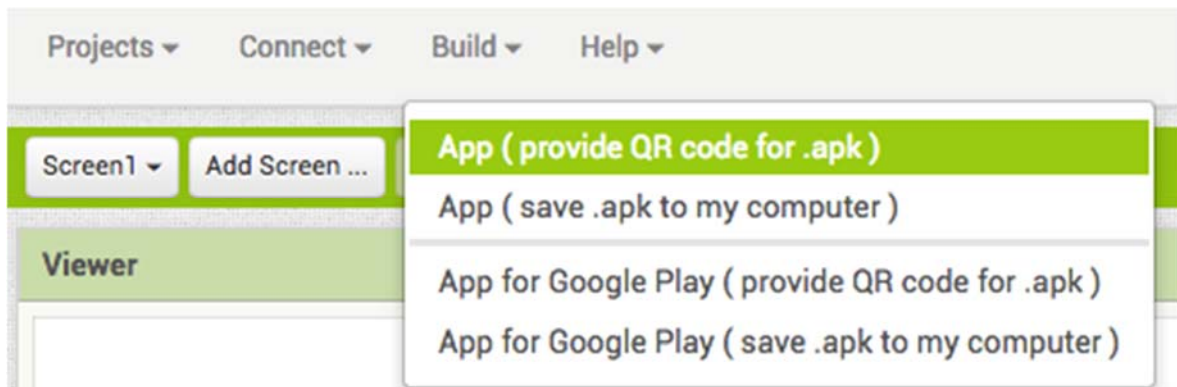 Projects Connect Build Help
App ( provide QR code for .apk )
Screen1 Add Screen ...
App ( save .apk to my computer )
Viewer
App for Google Play ( provide QR code for .apk )
App for Google Play ( save .apk to my computer )